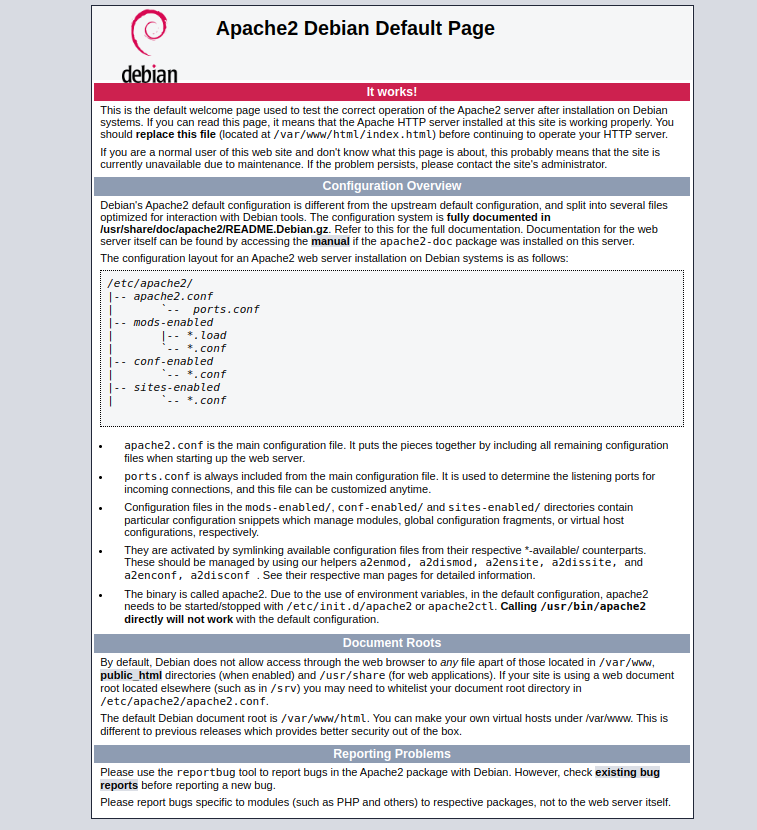 debian
Apache2 Debian Default Page
It works!
This is the default welcome page used to test the correct operation of the Apache2 server after installation on Debian
systems. If you can read this page, it means that the Apache HTTP server installed at this site is working properly. You
should replace this file (located at /var/www/html/index.html) before continuing to operate your HTTP server.
If you are a normal user of this web site and don't know what this page is about, this probably means that the site is
currently unavailable due to maintenance. If the problem persists, please contact the site's administrator.
Configuration Overview
Debian's Apache2 default configuration is different from the upstream default configuration, and split into several files
optimized for interaction with Debian tools. The configuration system is fully documented in
/usr/share/doc/apache2/README.Debian.gz. Refer to this for the full documentation. Documentation for the web
server itself can be found by accessing the manual if the apache2-doc package was installed on this server.
The configuration layout for an Apache2 web server installation on Debian systems is as follows:
/etc/apache2/
|-- apache2.conf
|       `--  ports.conf
|-- mods-enabled
|       |-- *.load
|       `-- *.conf
|-- conf-enabled
|       `-- *.conf
|-- sites-enabled
|       `-- *.conf
• apache2.conf is the main configuration file. It puts the pieces together by including all remaining configuration
files when starting up the web server.
• ports.conf is always included from the main configuration file. It is used to determine the listening ports for
incoming connections, and this file can be customized anytime.
• Configuration files in the mods-enabled/, conf-enabled/ and sites-enabled/ directories contain
particular configuration snippets which manage modules, global configuration fragments, or virtual host
configurations, respectively.
• They are activated by symlinking available configuration files from their respective *-available/ counterparts.
These should be managed by using our helpers a2enmod, a2dismod, a2ensite, a2dissite, and
a2enconf, a2disconf . See their respective man pages for detailed information.
• The binary is called apache2. Due to the use of environment variables, in the default configuration, apache2
needs to be started/stopped with /etc/init.d/apache2 or apache2ctl. Calling /usr/bin/apache2
directly will not work with the default configuration.
Document Roots
By default, Debian does not allow access through the web browser to any file apart of those located in /var/www,
public_html directories (when enabled) and /usr/share (for web applications). If your site is using a web document
root located elsewhere (such as in /srv) you may need to whitelist your document root directory in
/etc/apache2/apache2.conf.
The default Debian document root is /var/www/html. You can make your own virtual hosts under /var/www. This is
different to previous releases which provides better security out of the box.
Reporting Problems
Please use the reportbug tool to report bugs in the Apache2 package with Debian. However, check existing bug
reports before reporting a new bug.
Please report bugs specific to modules (such as PHP and others) to respective packages, not to the web server itself.